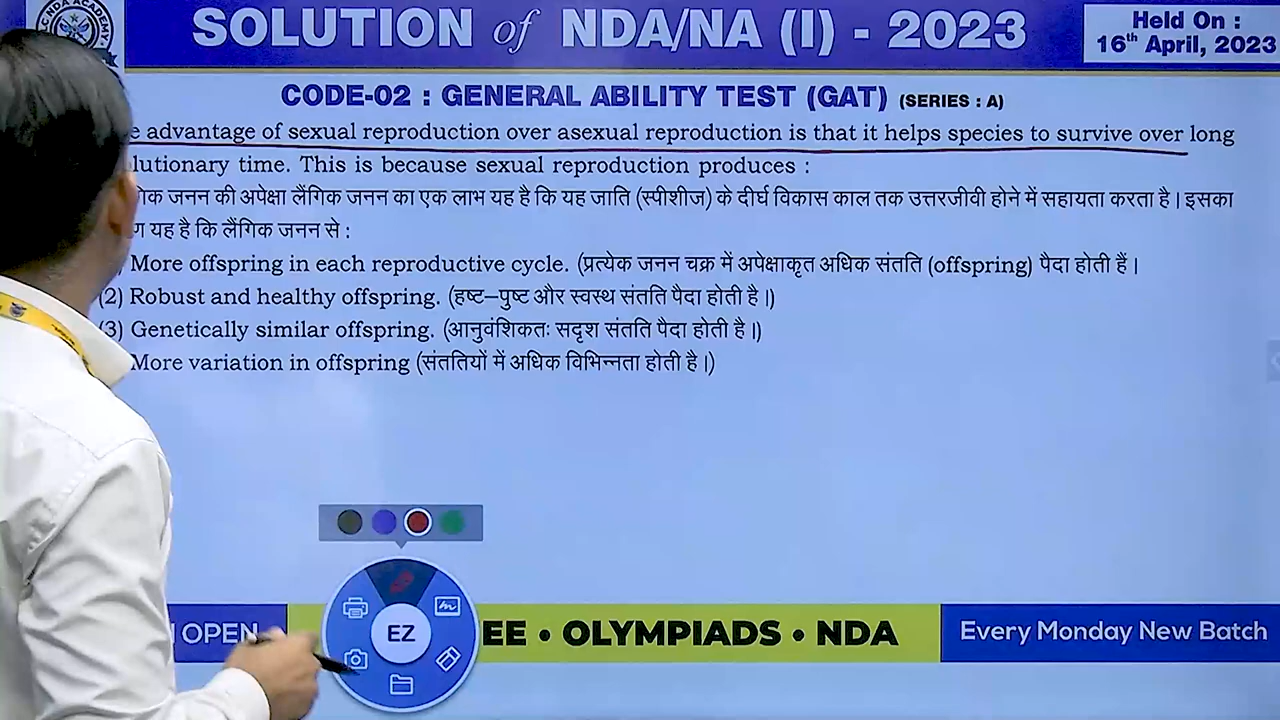 NDA ACADEMY
SOLUTION of NDA/NA (I) - 2023
Held On :
16th April, 2023
CODE-02 : GENERAL ABILITY TEST (GAT) (SERIES : A)
advantage of sexual reproduction over asexual reproduction is that it helps species to survive over long
lutionary time. This is because sexual reproduction produces :
जनन की अपेक्षा लैंगिक जनन का एक लाभ यह है कि यह जाति (स्पीशीज) के दीर्घ विकास काल तक उत्तरजीवी होने में सहायता करता है। इसका
यह है कि लैंगिक जनन से :
More offspring in each reproductive cycle. (प्रत्येक जनन चक्र में अपेक्षाकृत अधिक संतति (offspring) पैदा होती हैं।
(2) Robust and healthy offspring. (हष्ट–पुष्ट और स्वस्थ संतति पैदा होती है।)
(3) Genetically similar offspring. (आनुवंशिकतः सदृश संतति पैदा होती है।)
More variation in offspring (संततियों में अधिक विभिन्नता होती है।)
OPEN
EZ
EE • OLYMPIADS • NDA
Every Monday New Batch